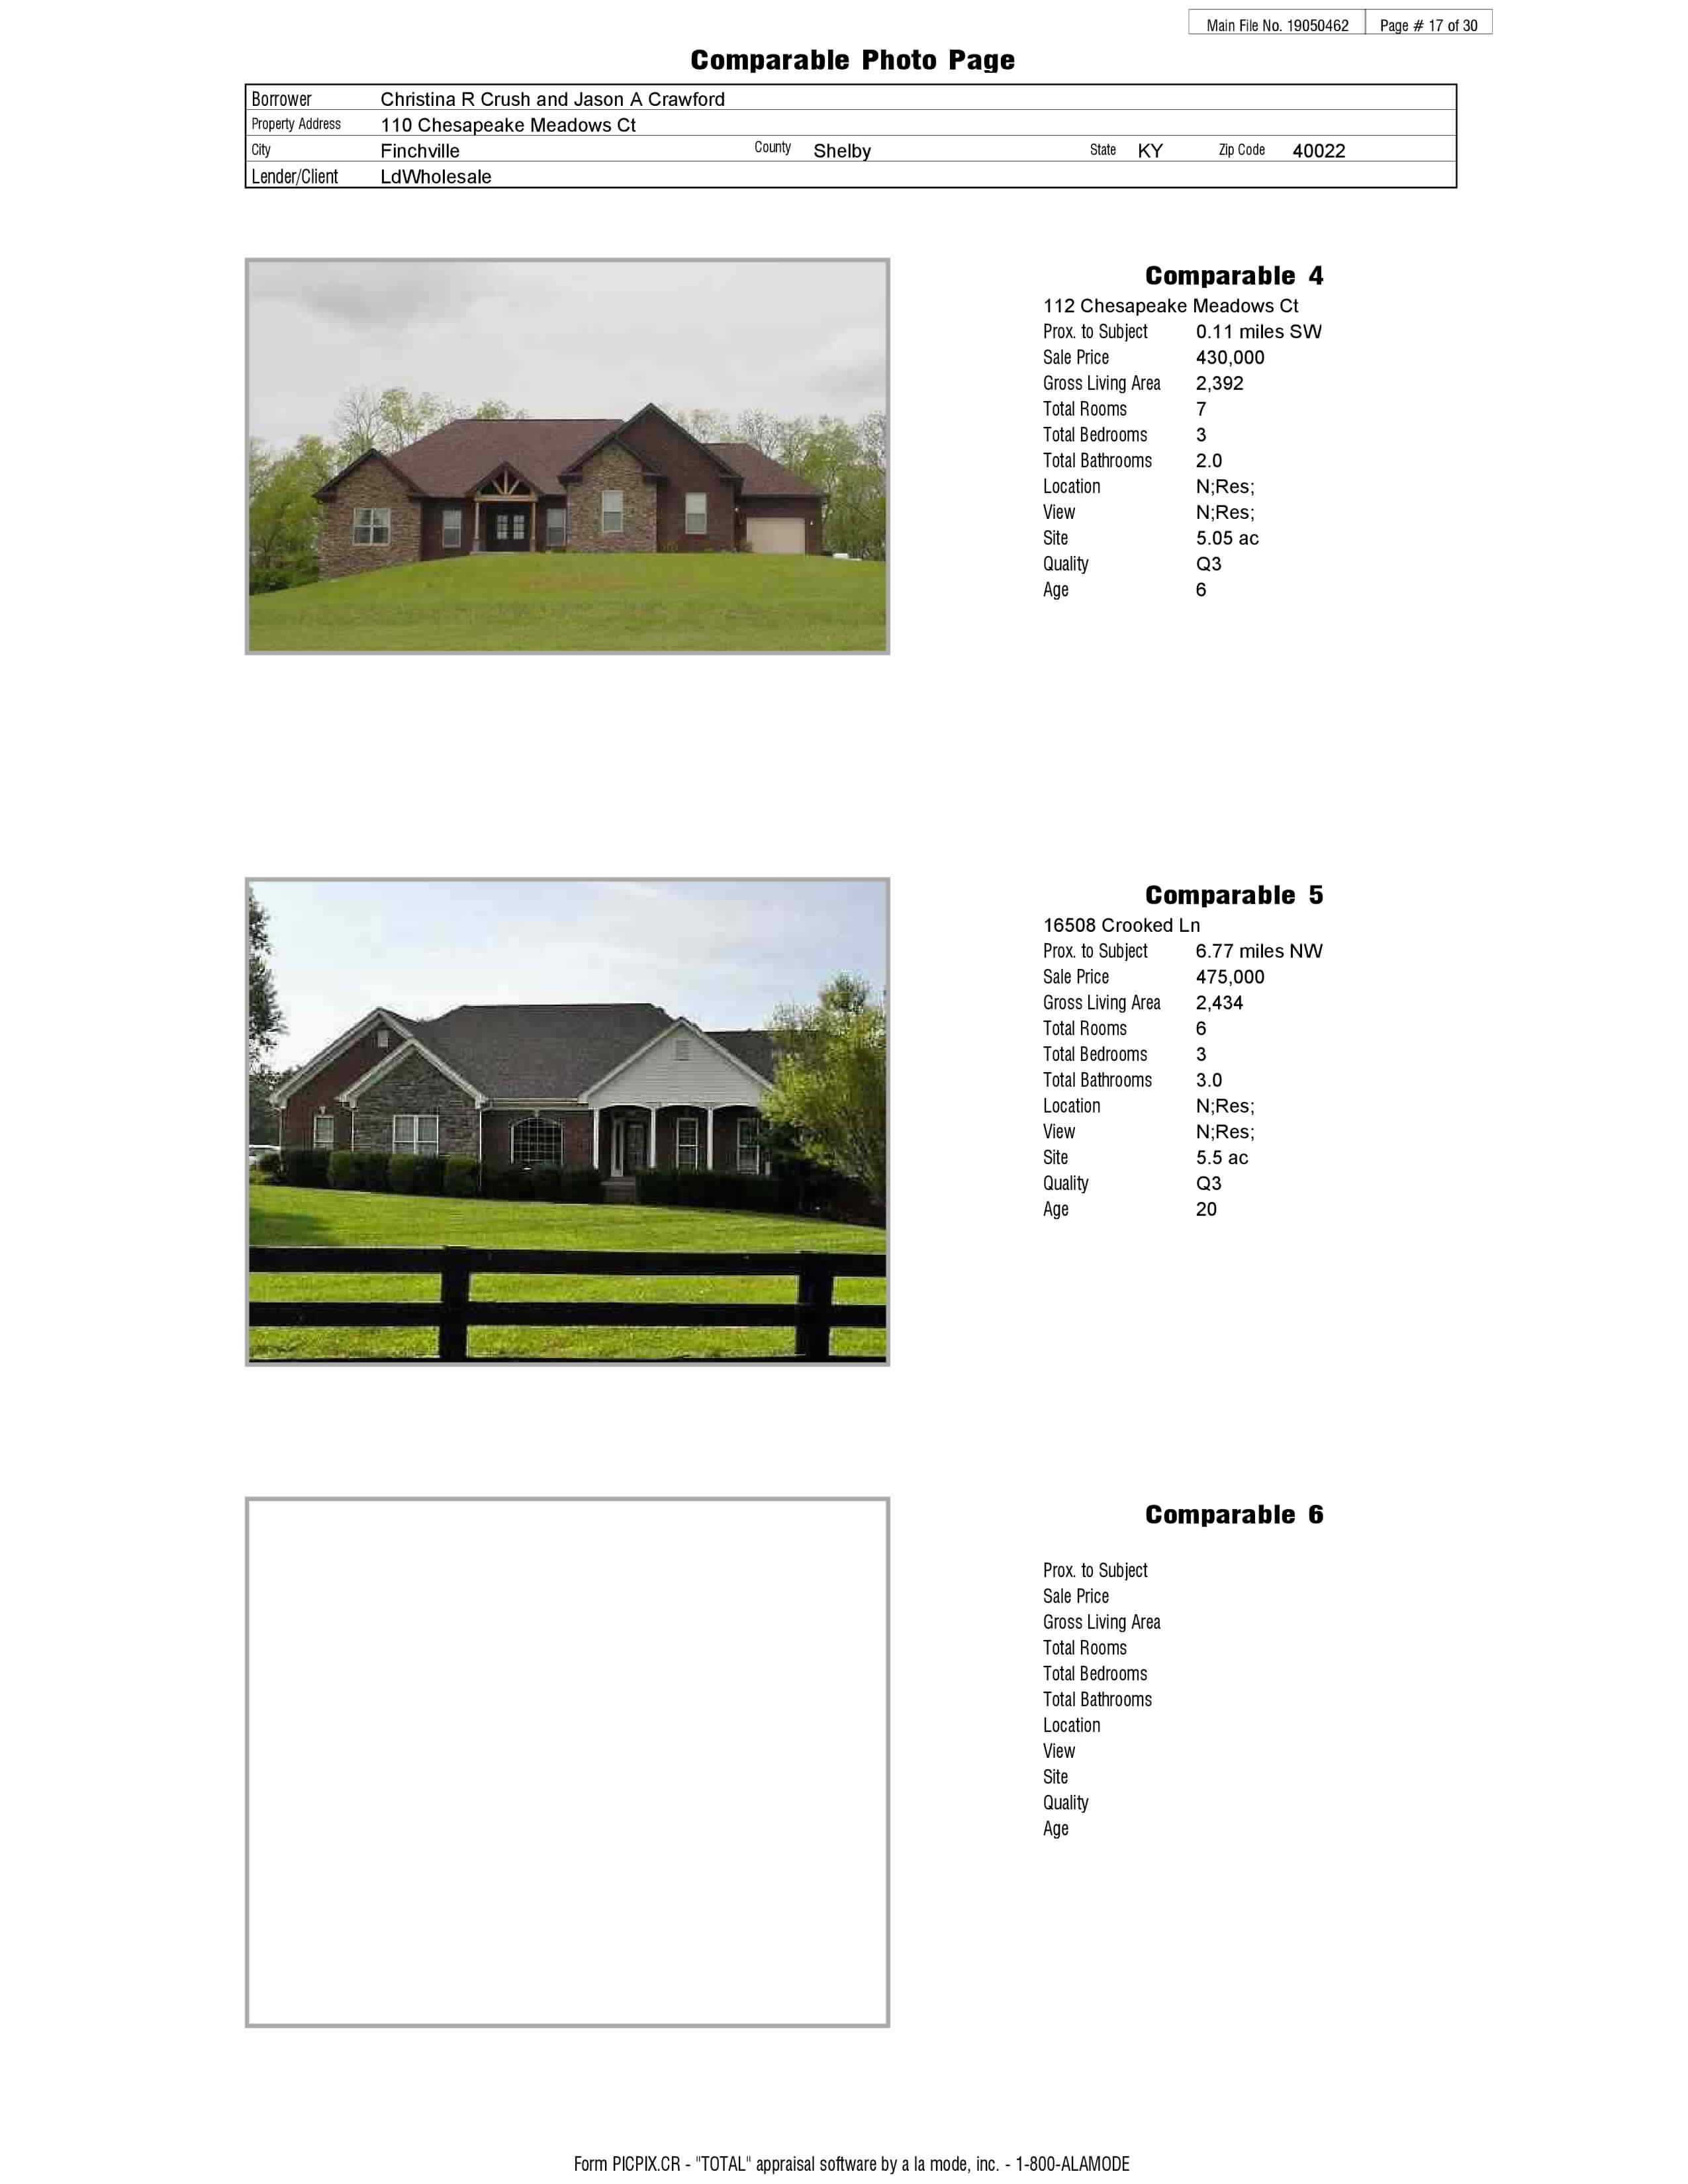 Main File No. 19050462 Page # 17 of 30
Comparable Photo Page
Borrower Christina R Crush and Jason A Crawford
Property Address 110 Chesapeake Meadows Ct
City Finchville County Shelby State KY Zip Code 40022
Lender/Client LdWholesale
Comparable 4
112 Chesapeake Meadows Ct
Prox. to Subject 0.11 miles SW
Sale Price 430,000
Gross Living Area 2,392
Total Rooms 7
Total Bedrooms 3
Total Bathrooms 2.0
Location N;Res;
View N;Res;
Site 5.05 ac
Quality Q3
Age 6
Comparable 5
16508 Crooked Ln
Prox. to Subject 6.77 miles NW
Sale Price 475,000
Gross Living Area 2,434
Total Rooms 6
Total Bedrooms 3
Total Bathrooms 3.0
Location N;Res;
View N;Res;
Site 5.5 ac
Quality Q3
Age 20
Comparable 6
Prox. to Subject
Sale Price
Gross Living Area
Total Rooms
Total Bedrooms
Total Bathrooms
Location
View
Site
Quality
Age
Form PICPIX.CR - "TOTAL" appraisal software by a la mode, inc. - 1-800-ALAMODE